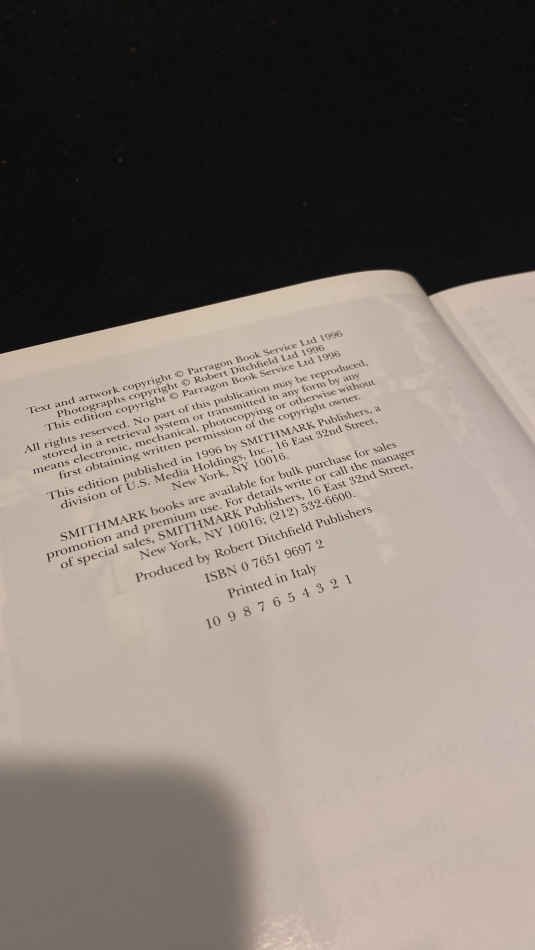 Text and artwork copyright © Parragon Book Service Ltd 1996
Photographs copyright © Robert Ditchfield Ltd 1996
This edition copyright © Parragon Book Service Ltd 1996
All rights reserved. No part of this publication may be reproduced,
stored in a retrieval system or transmitted in any form by any
means electronic, mechanical, photocopying or otherwise without
first obtaining written permission of the copyright owner.
This edition published in 1996 by SMITHMARK Publishers, a
division of U.S. Media Holdings, Inc., 16 East 32nd Street,
New York, NY 10016.
SMITHMARK books are available for bulk purchase for sales
promotion and premium use. For details write or call the manager
of special sales, SMITHMARK Publishers, 16 East 32nd Street,
New York, NY 10016; (212) 532-6600.
Produced by Robert Ditchfield Publishers
ISBN 0 7651 9697 2
Printed in Italy
10 9 8 7 6 5 4 3 2 1